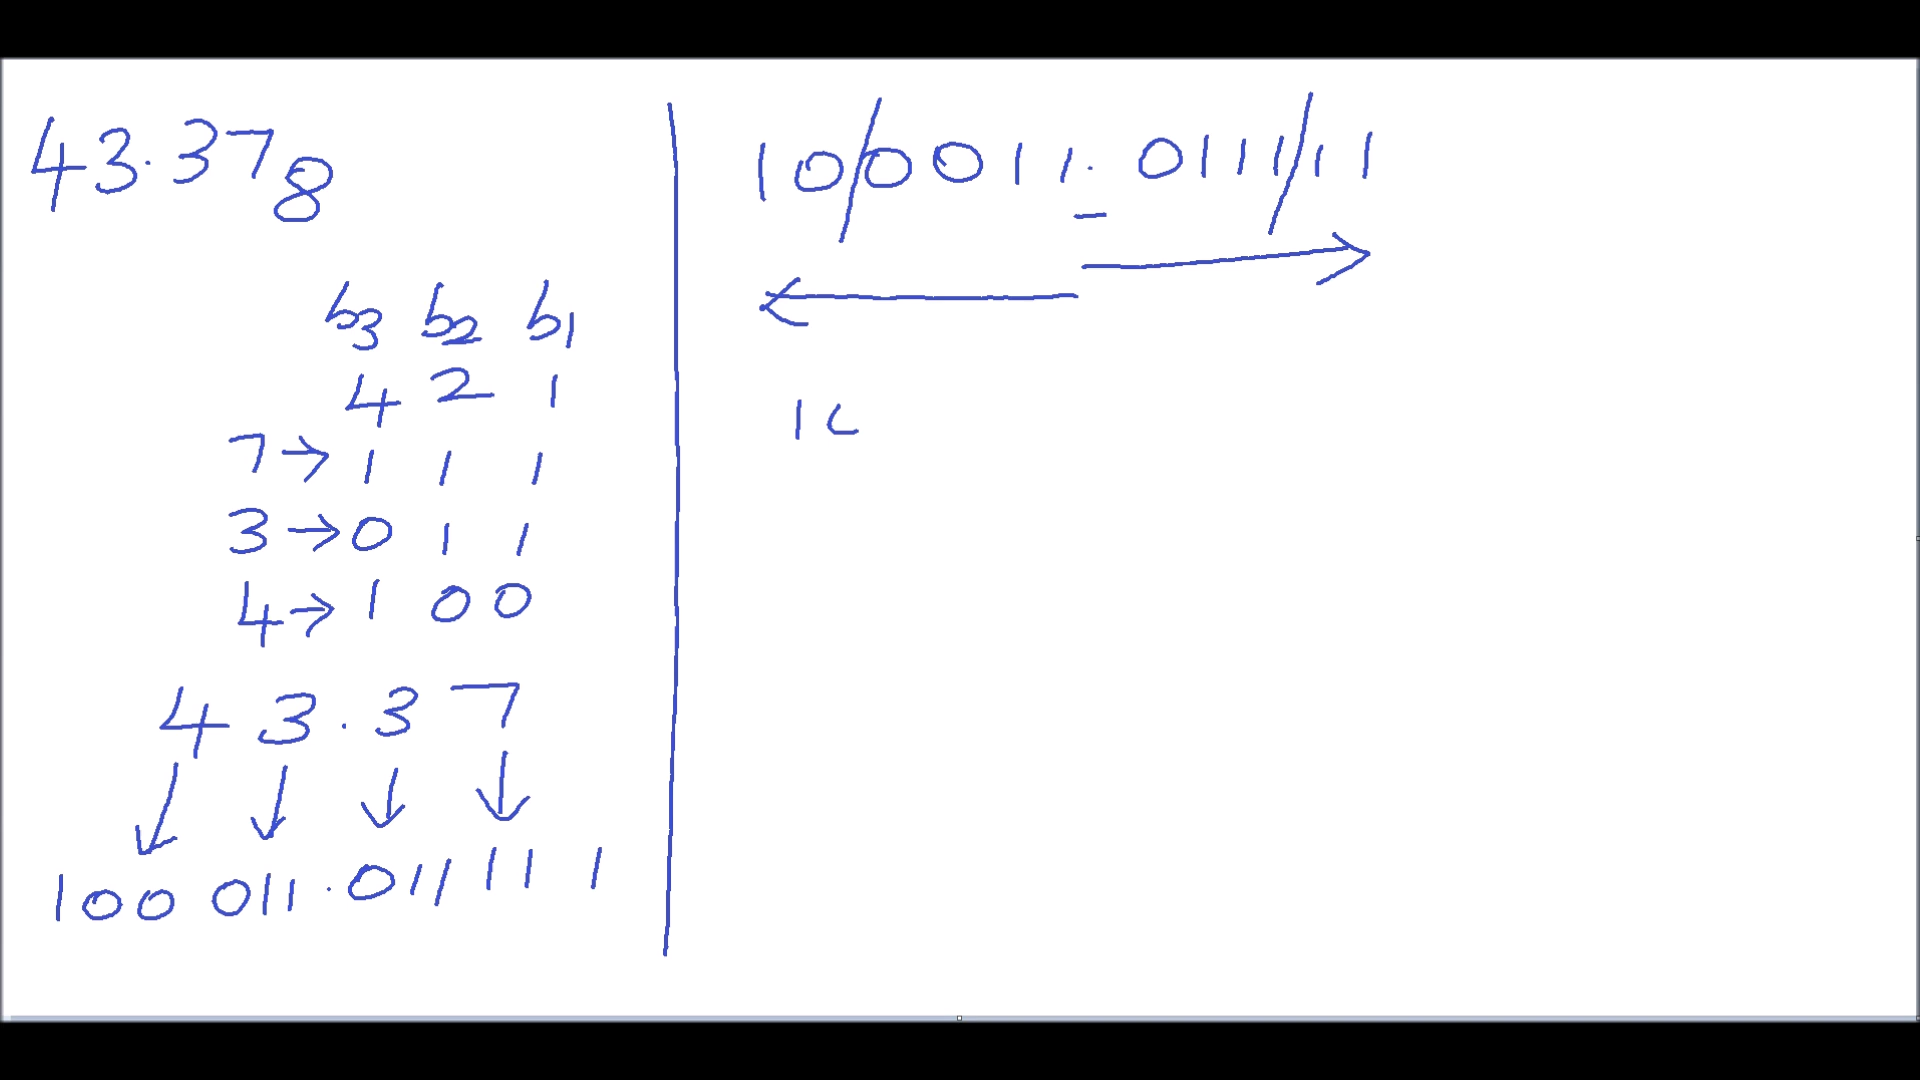 43.378
b3 b2 b1
4 2 1
7→ 1 1 1
3→ 0 1 1
4→ 1 0 0
4 3 . 3 7
100 011 . 011 111
10/0011. 0111/11
1